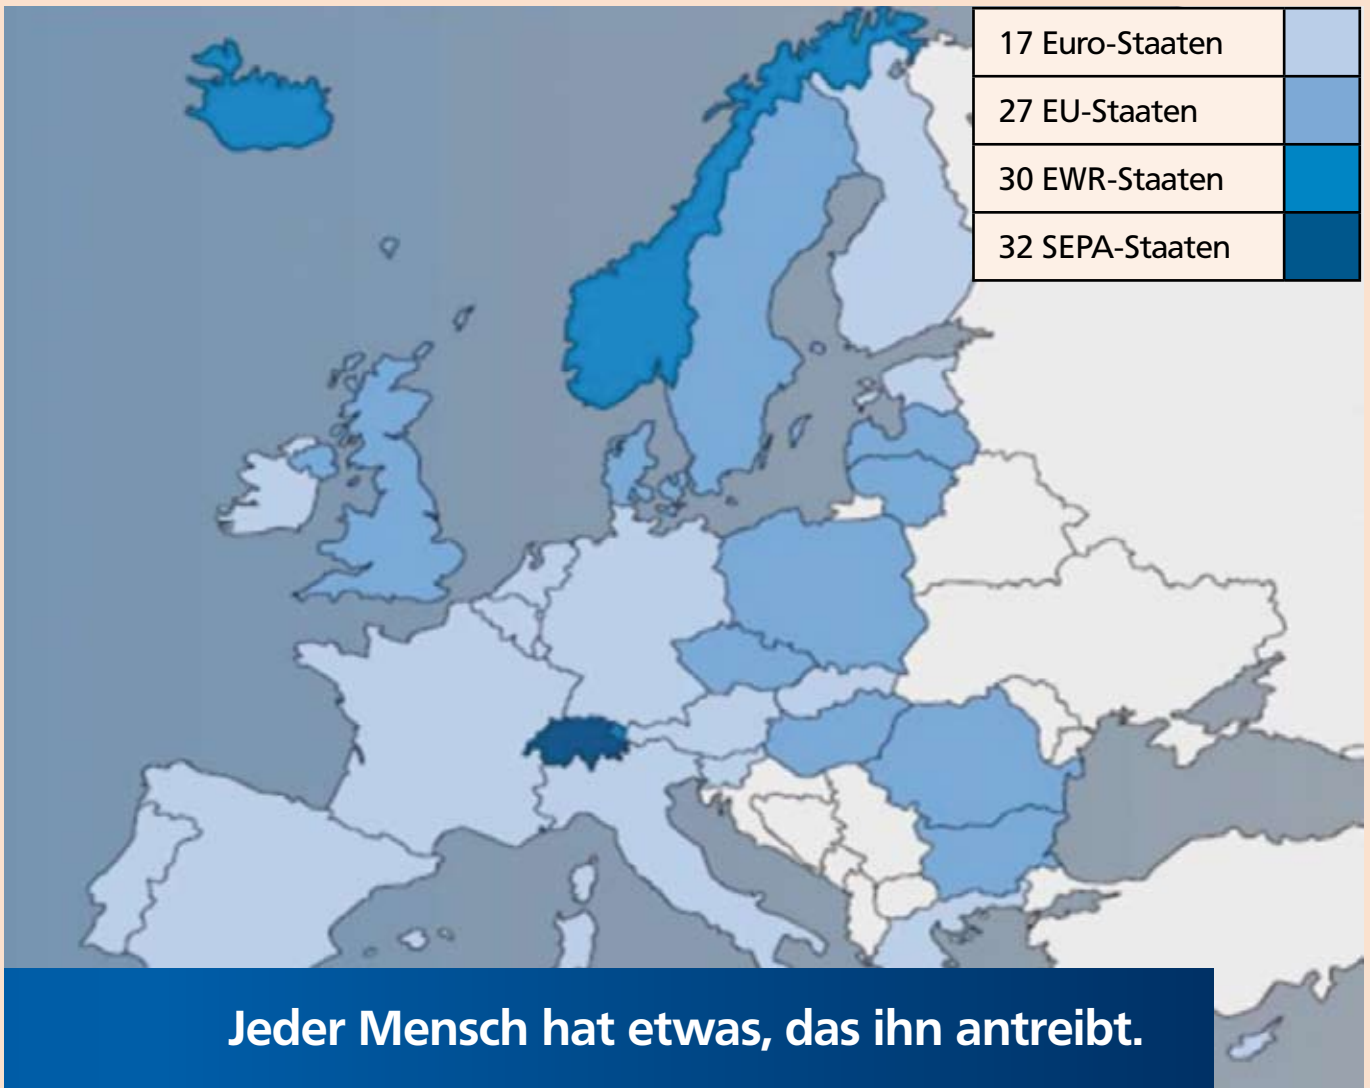 17 Euro-Staaten
27 EU-Staaten
30 EWR-Staaten
32 SEPA-Staaten
Jeder Mensch hat etwas, das ihn antreibt.